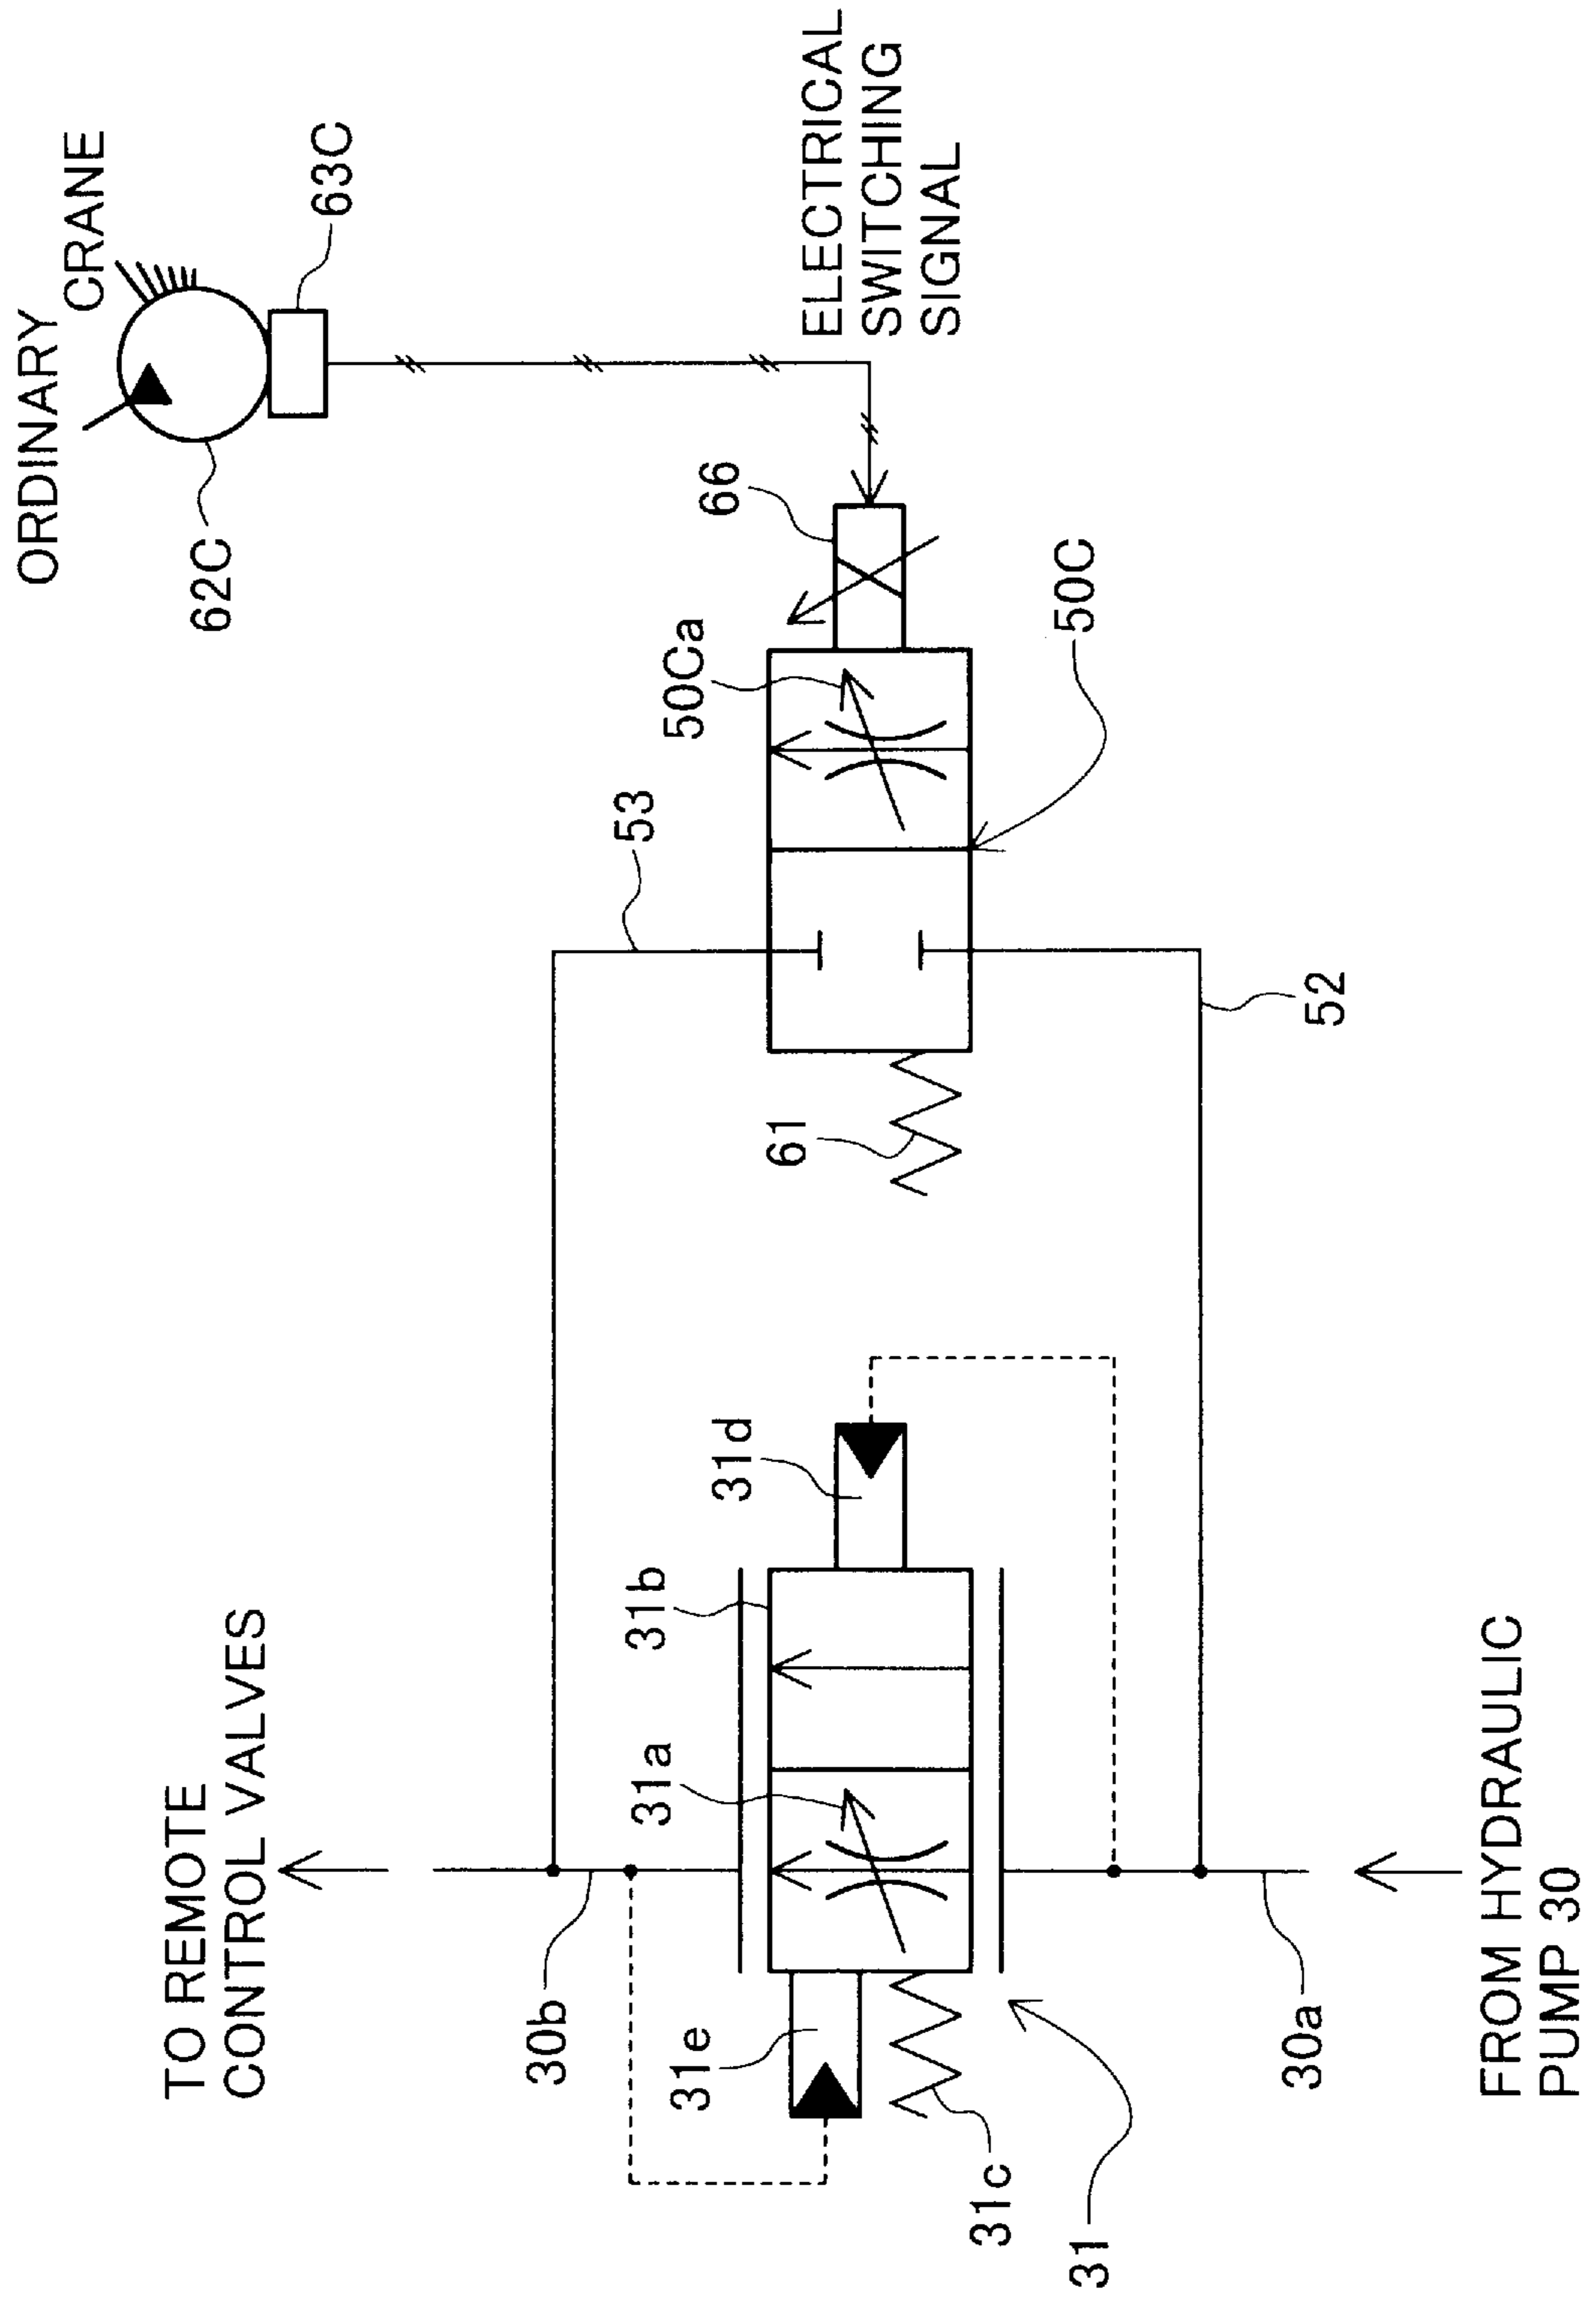 ORDINARY
CRANE
62C
63C
ELECTRICAL
SWITCHING
SIGNAL
66
50Ca
50C
53
52
61
TO REMOTE
CONTROL VALVES
31d
31b
31a
30b
31e
31c
31
30a
FROM HYDRAULIC
PUMP 30